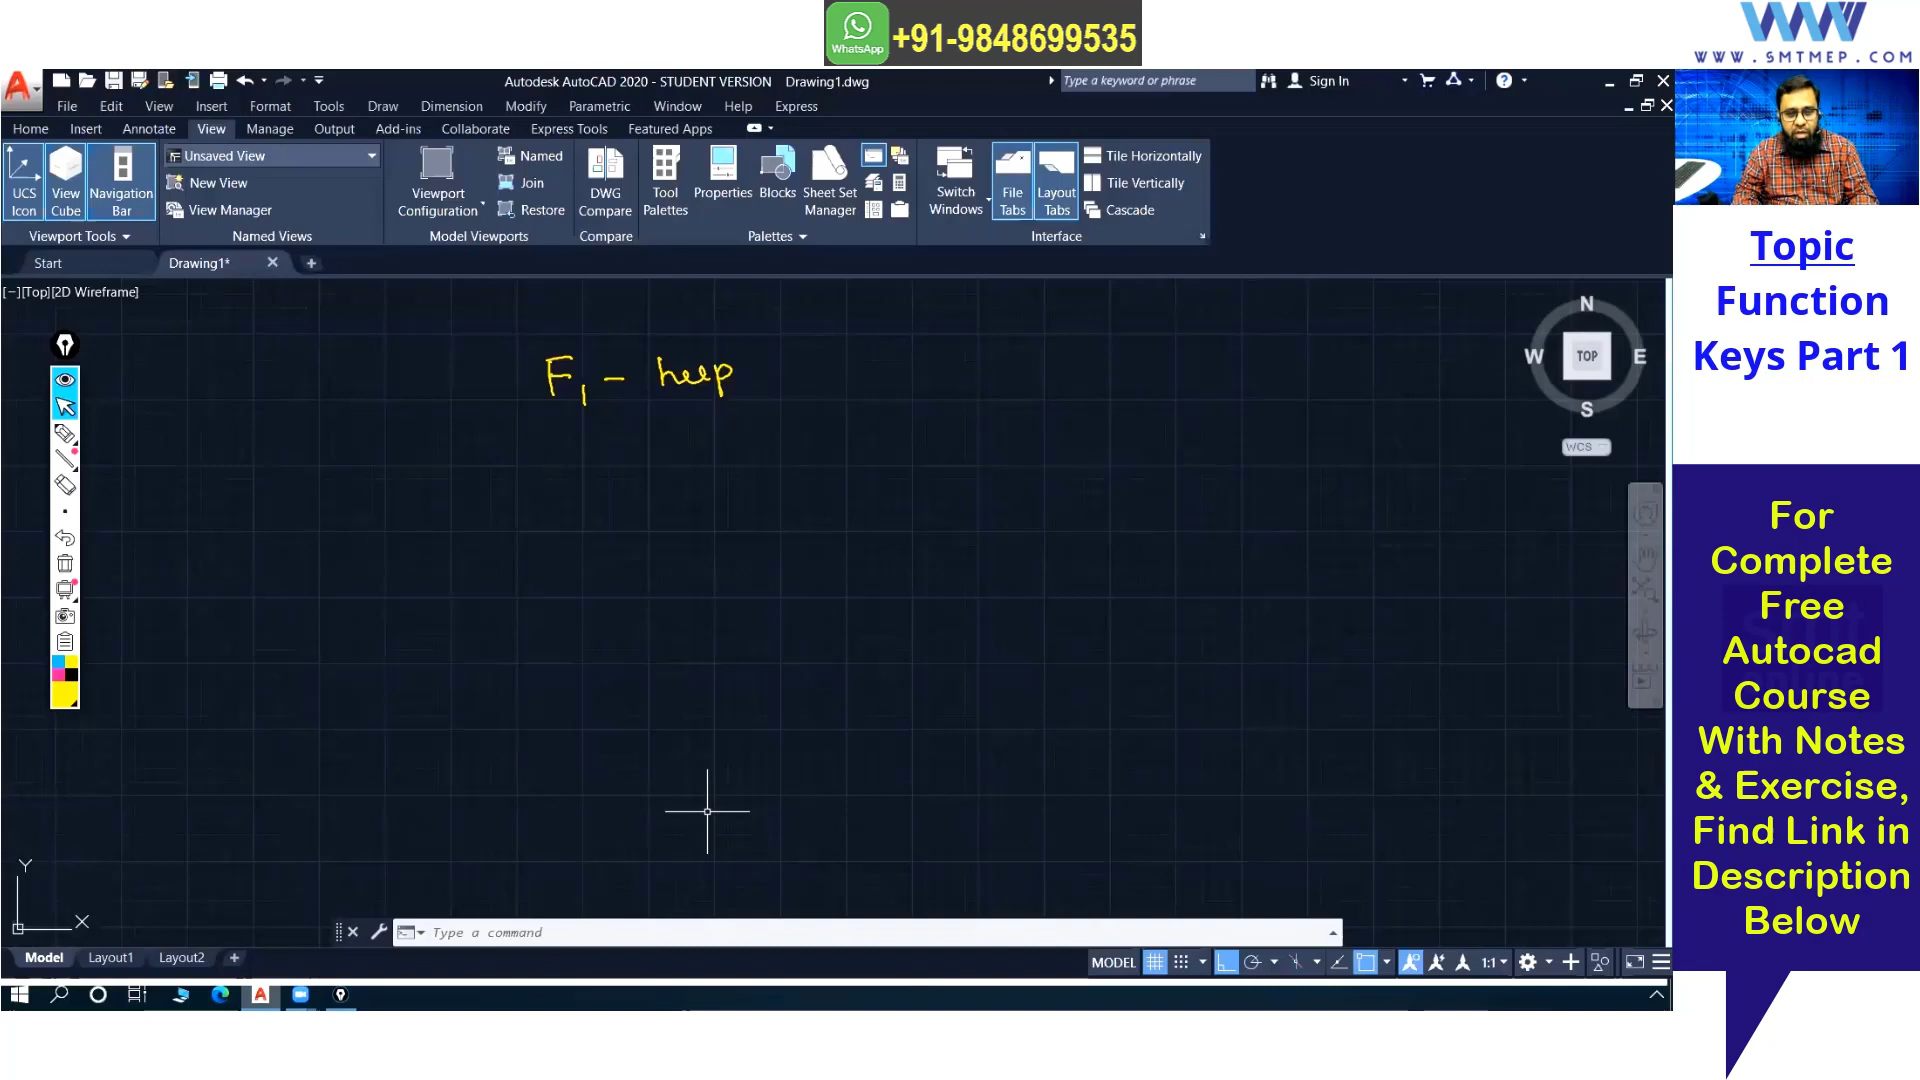 WhatsApp
+91-9848699535
WWW.SMTMEP.COM
Autodesk AutoCAD 2020 - STUDENT VERSION Drawing1.dwg
Type a keyword or phrase
Sign In
File Edit View Insert Format Tools Draw Dimension Modify Parametric Window Help Express
Home Insert Annotate View Manage Output Add-ins Collaborate Express Tools Featured Apps
UCS Icon
View Cube
Navigation Bar
Viewport Tools
Unsaved View
New View
View Manager
Named Views
Viewport Configuration
Named
Join
Restore
Model Viewports
DWG Compare
Compare
Tool Palettes
Properties
Blocks
Sheet Set Manager
Palettes
Switch Windows
File Tabs
Layout Tabs
Tile Horizontally
Tile Vertically
Cascade
Interface
Start
Drawing1*
[−][Top][2D Wireframe]
F1 - help
N
W TOP E
S
WCS
Y
X
Type a command
Model Layout1 Layout2
MODEL
1:1
Topic
Function
Keys Part 1
For
Complete
Free
Autocad
Course
With Notes
& Exercise,
Find Link in
Description
Below